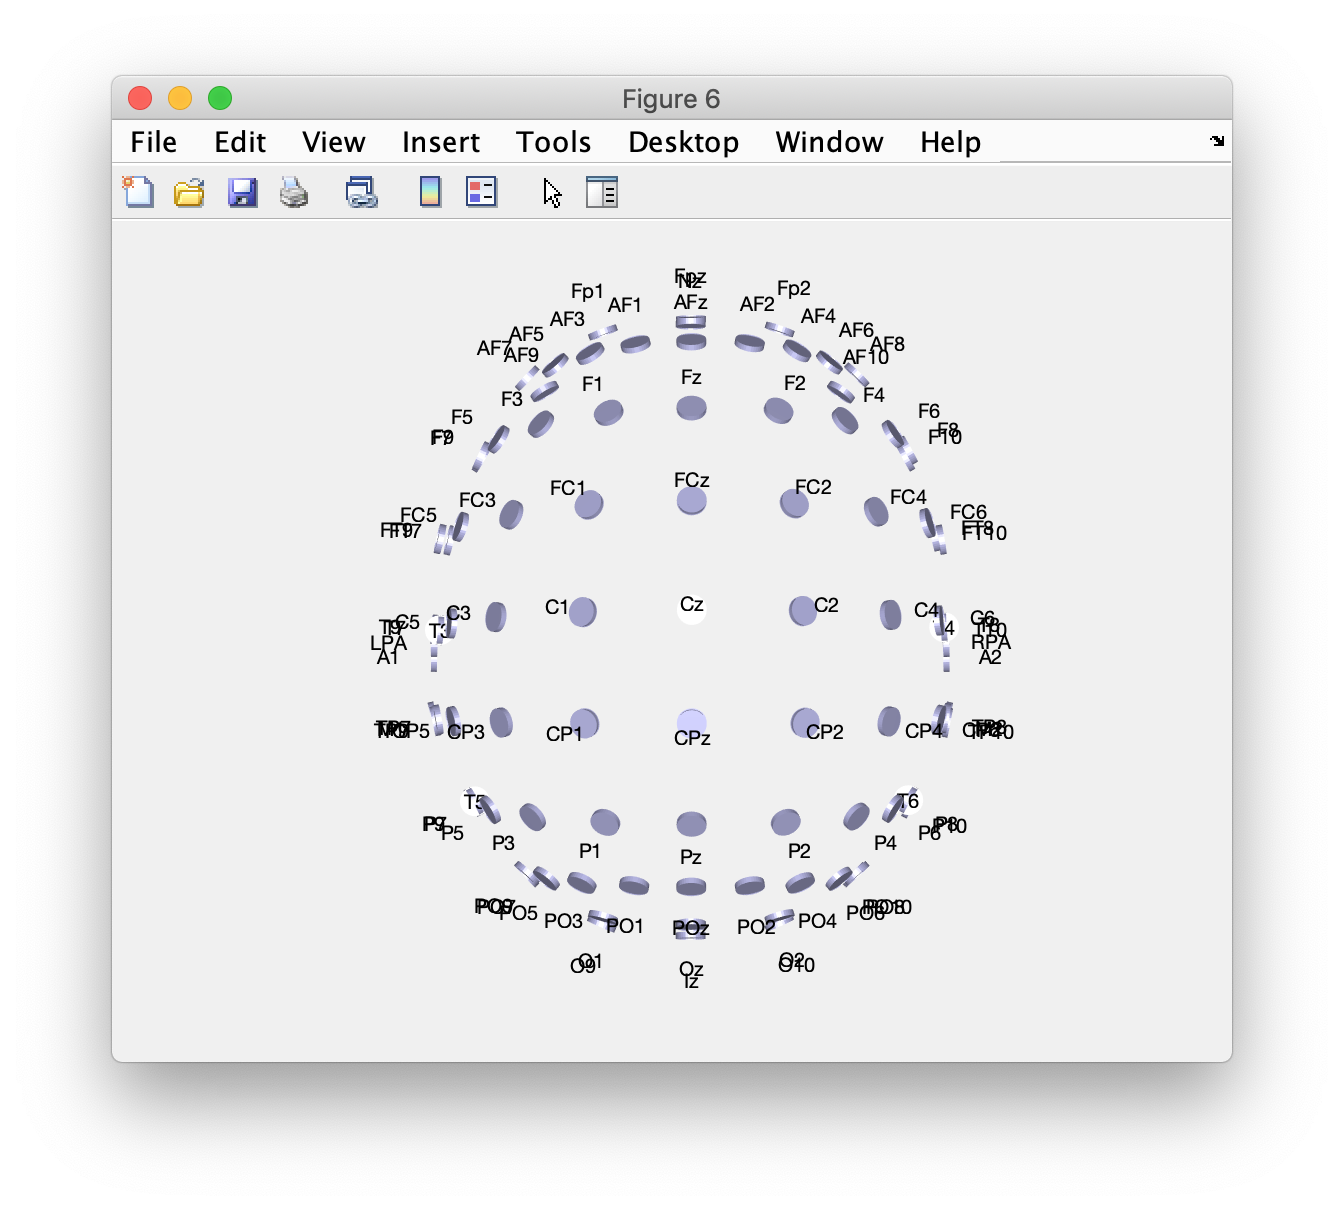 Figure 6
File Edit View Insert Tools Desktop Window Help
Fpz
Nz
Fp1 Fp2
AF1 AFz AF2
AF3 AF4
AF5 AF6
AF7 AF8
AF9 AF10
F1 Fz F2
F3 F4
F5 F6
F7 F8
F9 F10
FC1 FCz FC2
FC3 FC4
FC5 FC6
FT7 FT8
FT9 FT10
C1 Cz C2
C3 C4
C5 C6
T9 T3 T10
LPA RPA
A1 A2
CP5 CP3 CP1 CPz CP2 CP4 TP10
T5 T6
P7 P8
P9 P10
P5 P6
P3 P4
P1 Pz P2
PO9 PO7 PO8 PO10
PO5 PO6
PO3 PO1 POz PO2 PO4
O9 O1 Oz O2 O10
Iz